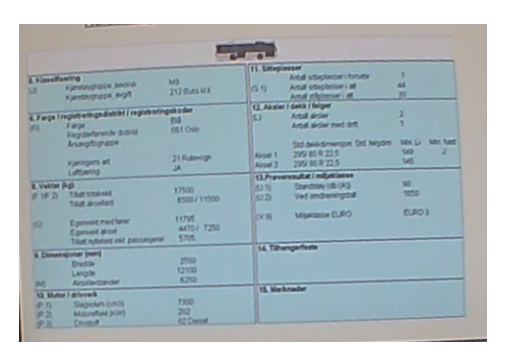 5. Klassifisering
(J) Kjøretøygruppe, teknisk M3
Kjøretøygruppe, avgift 212 Buss kl.II
6. Farge / registreringsdistrikt / registreringskoder
(R) Farge Blå
Registrerende distrikt 081 Oslo
Årsavgiftsgruppe
Kjøringens art 21 Rutevogn
Luftfæring JA
8. Vekter (kg)
Tillatt totalvekt 17500
Tillatt aksellast 6500 / 11500
(G) Egenvekt med fører 11795
Egenvekt aksel 4470 / 7250
Tillatt nyttelast inkl. passasjerer 5705
9. Dimensjoner (mm)
Bredde 2550
Lengde 12100
(M) Akselavstander 6250
10. Motor / drivverk
(P.1) Slagvolum (cm3) 7300
(P.2) Motoreffekt (kW) 202
(P.3) Drivstoff 02 Diesel
11. Sitteplasser
Antall sitteplasser i forsete 1
(S.1) Antall sitteplasser i alt 44
Antall ståplasser i alt
12. Aksler / dekk / felger
(L) Antall aksler 2
Antall aksler med drift 1
Std dekkdimensjon Std. felgdim Min. Li Min. hast
Aksel 1 295/ 80 R 22,5 149 J
Aksel 2 295/ 80 R 22,5 145
13.Prøveresultat / miljøklasse
(U.1) Standstøy (db (A)) 90
(U.2) Ved omdreiningstall 1650
(V.9) Miljøklasse EURO EURO 3
14. Tilhengerfeste
15. Merknader